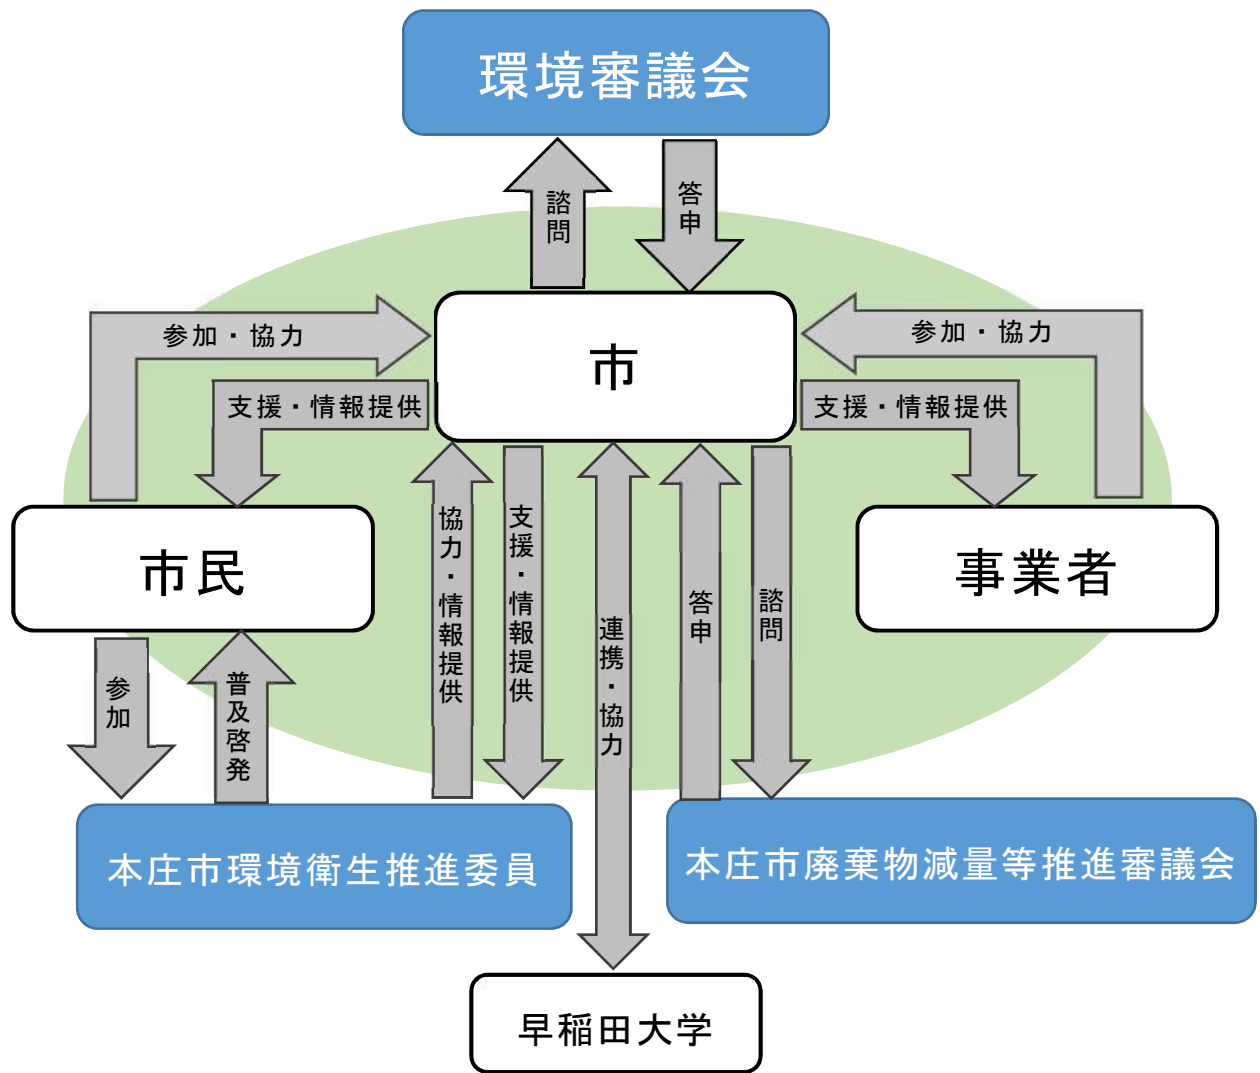 環境審議会
諮問
答申
参加・協力
市
参加・協力
支援・情報提供
支援・情報提供
市民
事業者
協力・情報提供
支援・情報提供
連携・協力
答申
諮問
参加
普及啓発
本庄市環境衛生推進委員
本庄市廃棄物減量等推進審議会
早稲田大学